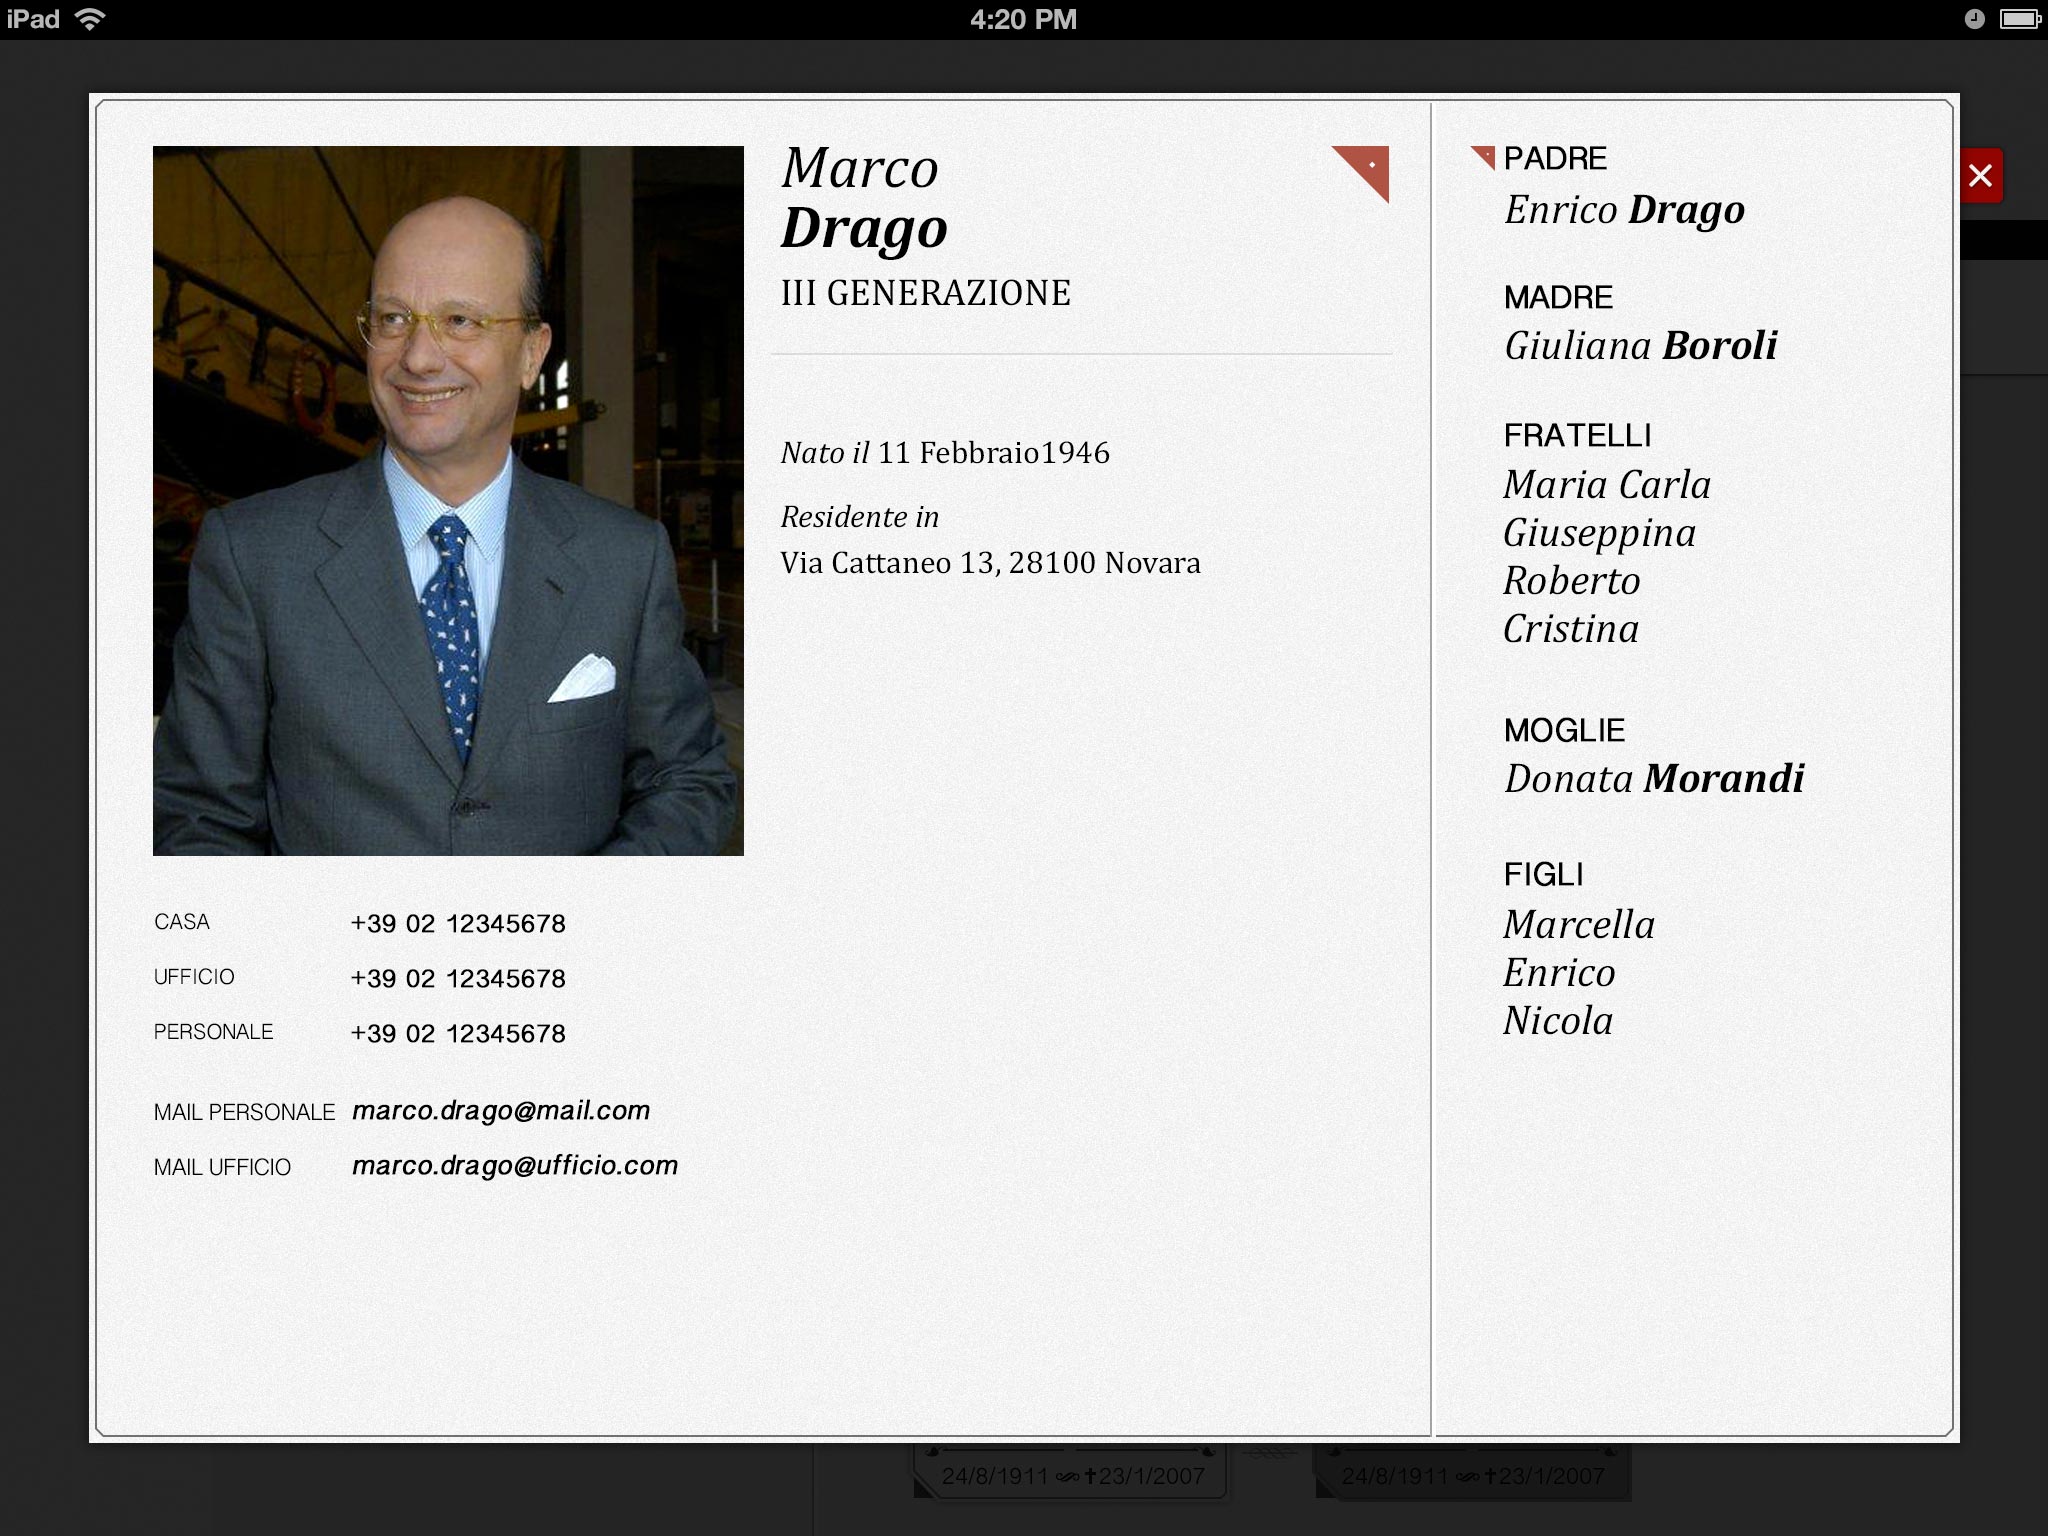 iPad
4:20 PM
Marco
Drago
III GENERAZIONE
Nato il 11 Febbraio1946
Residente in
Via Cattaneo 13, 28100 Novara
CASA +39 02 12345678
UFFICIO +39 02 12345678
PERSONALE +39 02 12345678
MAIL PERSONALE marco.drago@mail.com
MAIL UFFICIO marco.drago@ufficio.com
PADRE
Enrico Drago
MADRE
Giuliana Boroli
FRATELLI
Maria Carla
Giuseppina
Roberto
Cristina
MOGLIE
Donata Morandi
FIGLI
Marcella
Enrico
Nicola
24/8/1911 ✝23/1/2007
24/8/1911 ✝23/1/2007